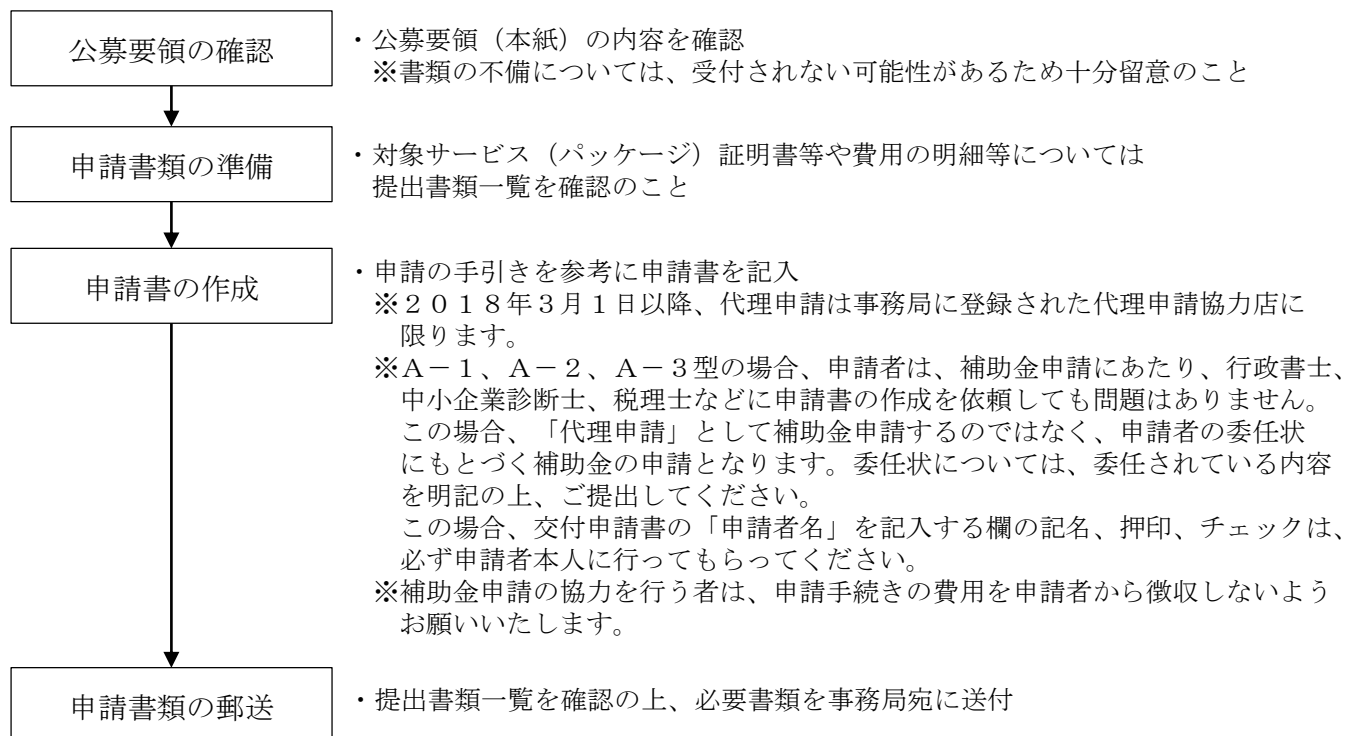 公募要領の確認
・公募要領（本紙）の内容を確認
※書類の不備については、受付されない可能性があるため十分留意のこと
申請書類の準備
・対象サービス（パッケージ）証明書等や費用の明細等については
提出書類一覧を確認のこと
申請書の作成
・申請の手引きを参考に申請書を記入
※２０１８年３月１日以降、代理申請は事務局に登録された代理申請協力店に
限ります。
※Ａ－１、Ａ－２、Ａ－３型の場合、申請者は、補助金申請にあたり、行政書士、
中小企業診断士、税理士などに申請書の作成を依頼しても問題はありません。
この場合、「代理申請」として補助金申請するのではなく、申請者の委任状
にもとづく補助金の申請となります。委任状については、委任されている内容
を明記の上、ご提出してください。
この場合、交付申請書の「申請者名」を記入する欄の記名、押印、チェックは、
必ず申請者本人に行ってもらってください。
※補助金申請の協力を行う者は、申請手続きの費用を申請者から徴収しないよう
お願いいたします。
申請書類の郵送
・提出書類一覧を確認の上、必要書類を事務局宛に送付